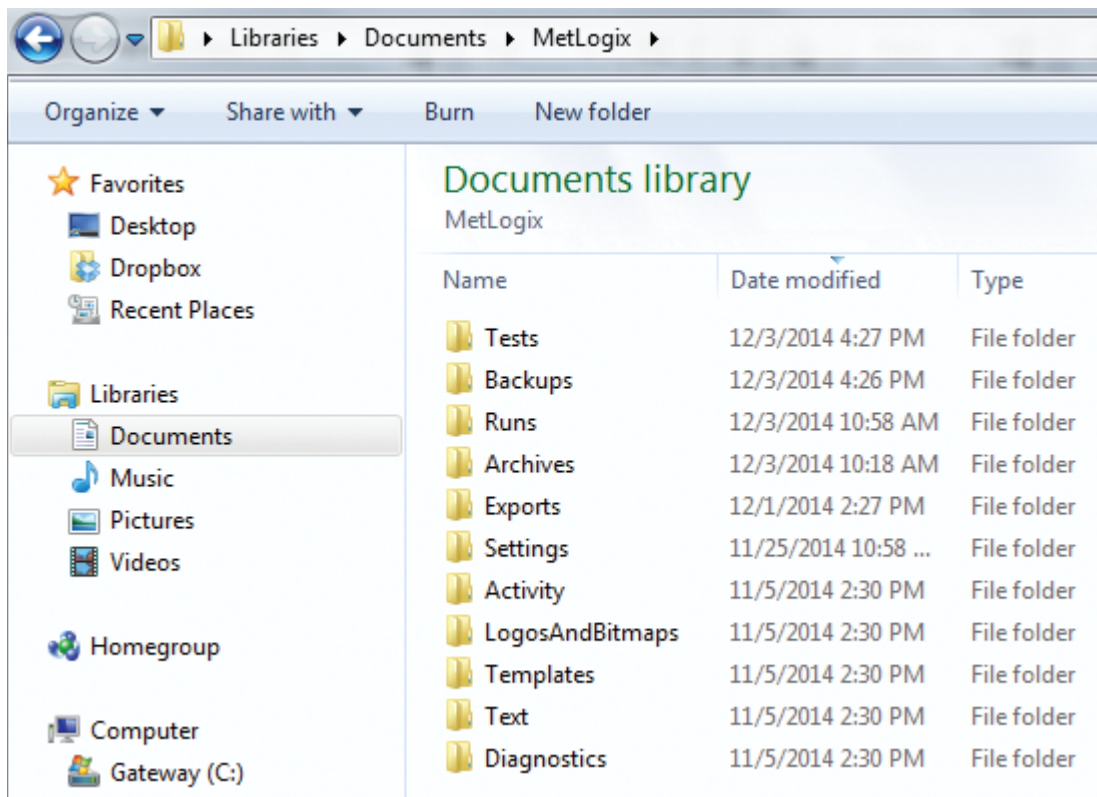 Libraries Documents MetLogix
Organize Share with Burn New folder
Favorites
Desktop
Dropbox
Recent Places
Libraries
Documents
Music
Pictures
Videos
Homegroup
Computer
Gateway (C:)
Documents library
MetLogix
Name Date modified Type
Tests 12/3/2014 4:27 PM File folder
Backups 12/3/2014 4:26 PM File folder
Runs 12/3/2014 10:58 AM File folder
Archives 12/3/2014 10:18 AM File folder
Exports 12/1/2014 2:27 PM File folder
Settings 11/25/2014 10:58 ... File folder
Activity 11/5/2014 2:30 PM File folder
LogosAndBitmaps 11/5/2014 2:30 PM File folder
Templates 11/5/2014 2:30 PM File folder
Text 11/5/2014 2:30 PM File folder
Diagnostics 11/5/2014 2:30 PM File folder